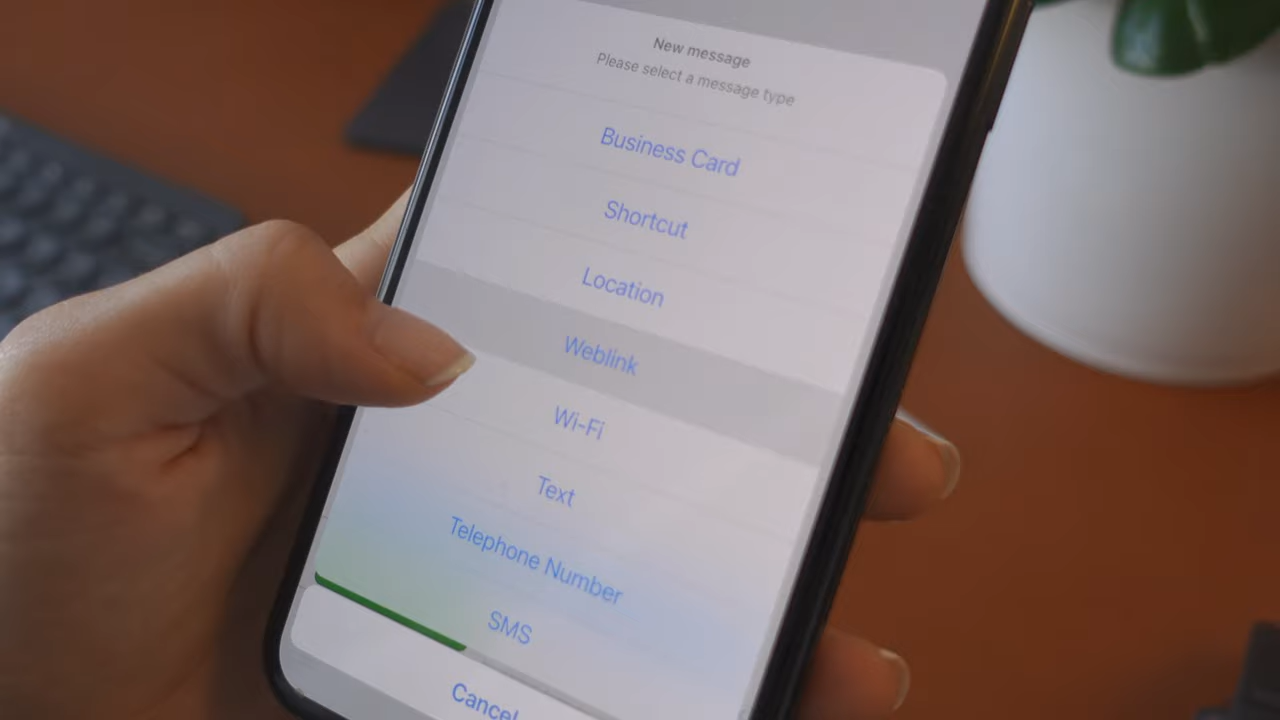 New message
Please select a message type
Business Card
Shortcut
Location
Weblink
Wi-Fi
Text
Telephone Number
SMS
Cancel